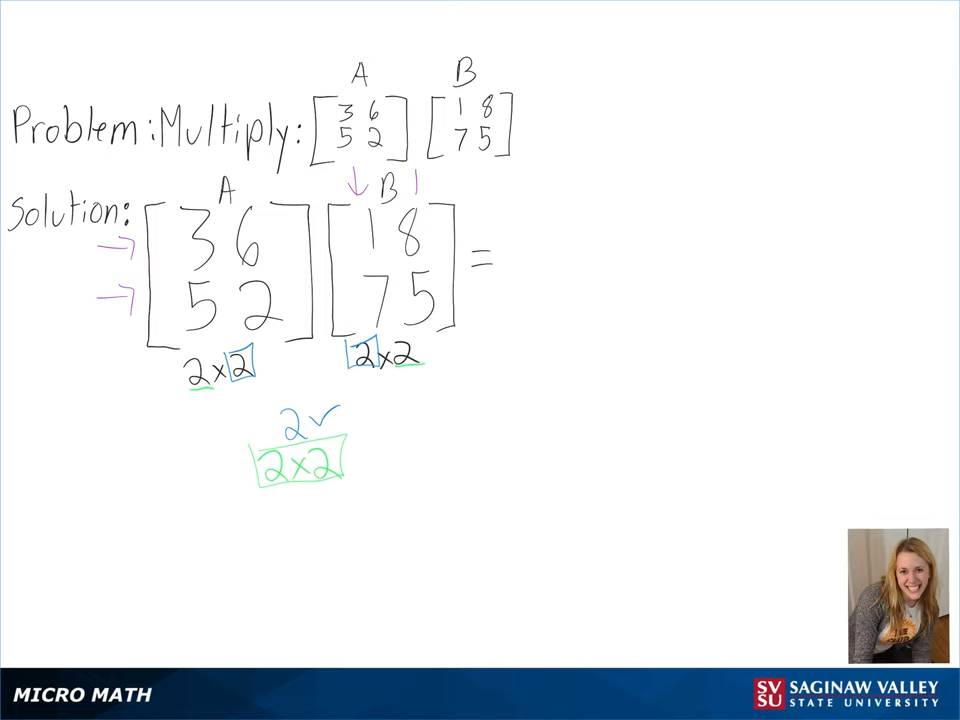 A B
Problem: Multiply: [3 6 [1 8
5 2] 7 5]
Solution: A B
[3 6 [1 8
5 2] 7 5] =
2×2 2×2
2✓
2×2
MICRO MATH
SVSU SAGINAW VALLEY
STATE UNIVERSITY